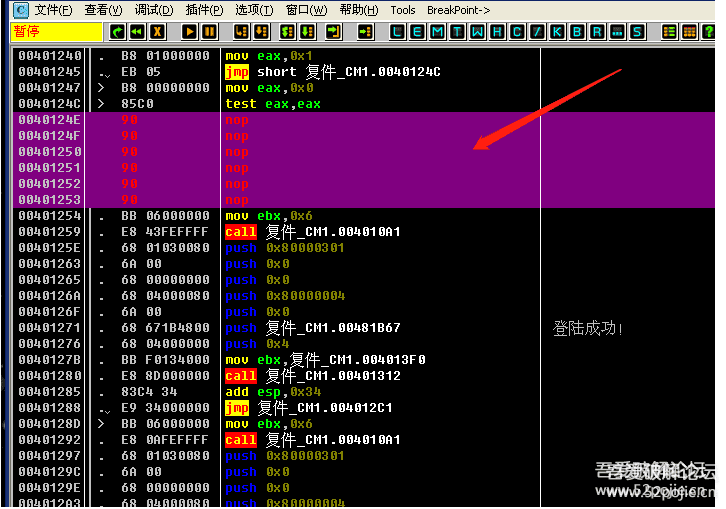 文件(F) 查看(V) 调试(D) 插件(P) 选项(T) 窗口(W) 帮助(H) Tools BreakPoint->
暂停 L E M T W H C / K B R ... S
00401240 . B8 01000000 mov eax,0x1
00401245 . EB 05 jmp short 复件_CM1.0040124C
00401247 > B8 00000000 mov eax,0x0
0040124C > 85C0 test eax,eax
0040124E 90 nop
0040124F 90 nop
00401250 90 nop
00401251 90 nop
00401252 90 nop
00401253 90 nop
00401254 . BB 06000000 mov ebx,0x6
00401259 . E8 43FEFFFF call 复件_CM1.004010A1
0040125E . 68 01030080 push 0x80000301
00401263 . 6A 00 push 0x0
00401265 . 68 00000000 push 0x0
0040126A . 68 04000080 push 0x80000004
0040126F . 6A 00 push 0x0
00401271 . 68 671B4800 push 复件_CM1.00481B67 登陆成功!
00401276 . 68 04000000 push 0x4
0040127B . BB F0134000 mov ebx,复件_CM1.004013F0
00401280 . E8 8D000000 call 复件_CM1.00401312
00401285 . 83C4 34 add esp,0x34
00401288 . E9 34000000 jmp 复件_CM1.004012C1
0040128D > BB 06000000 mov ebx,0x6
00401292 . E8 0AFEFFFF call 复件_CM1.004010A1
00401297 . 68 01030080 push 0x80000301
0040129C . 6A 00 push 0x0
0040129E . 68 00000000 push 0x0
004012A3 . 68 04000080 push 0x80000004
吾爱破解论坛
www.52pojie.cn